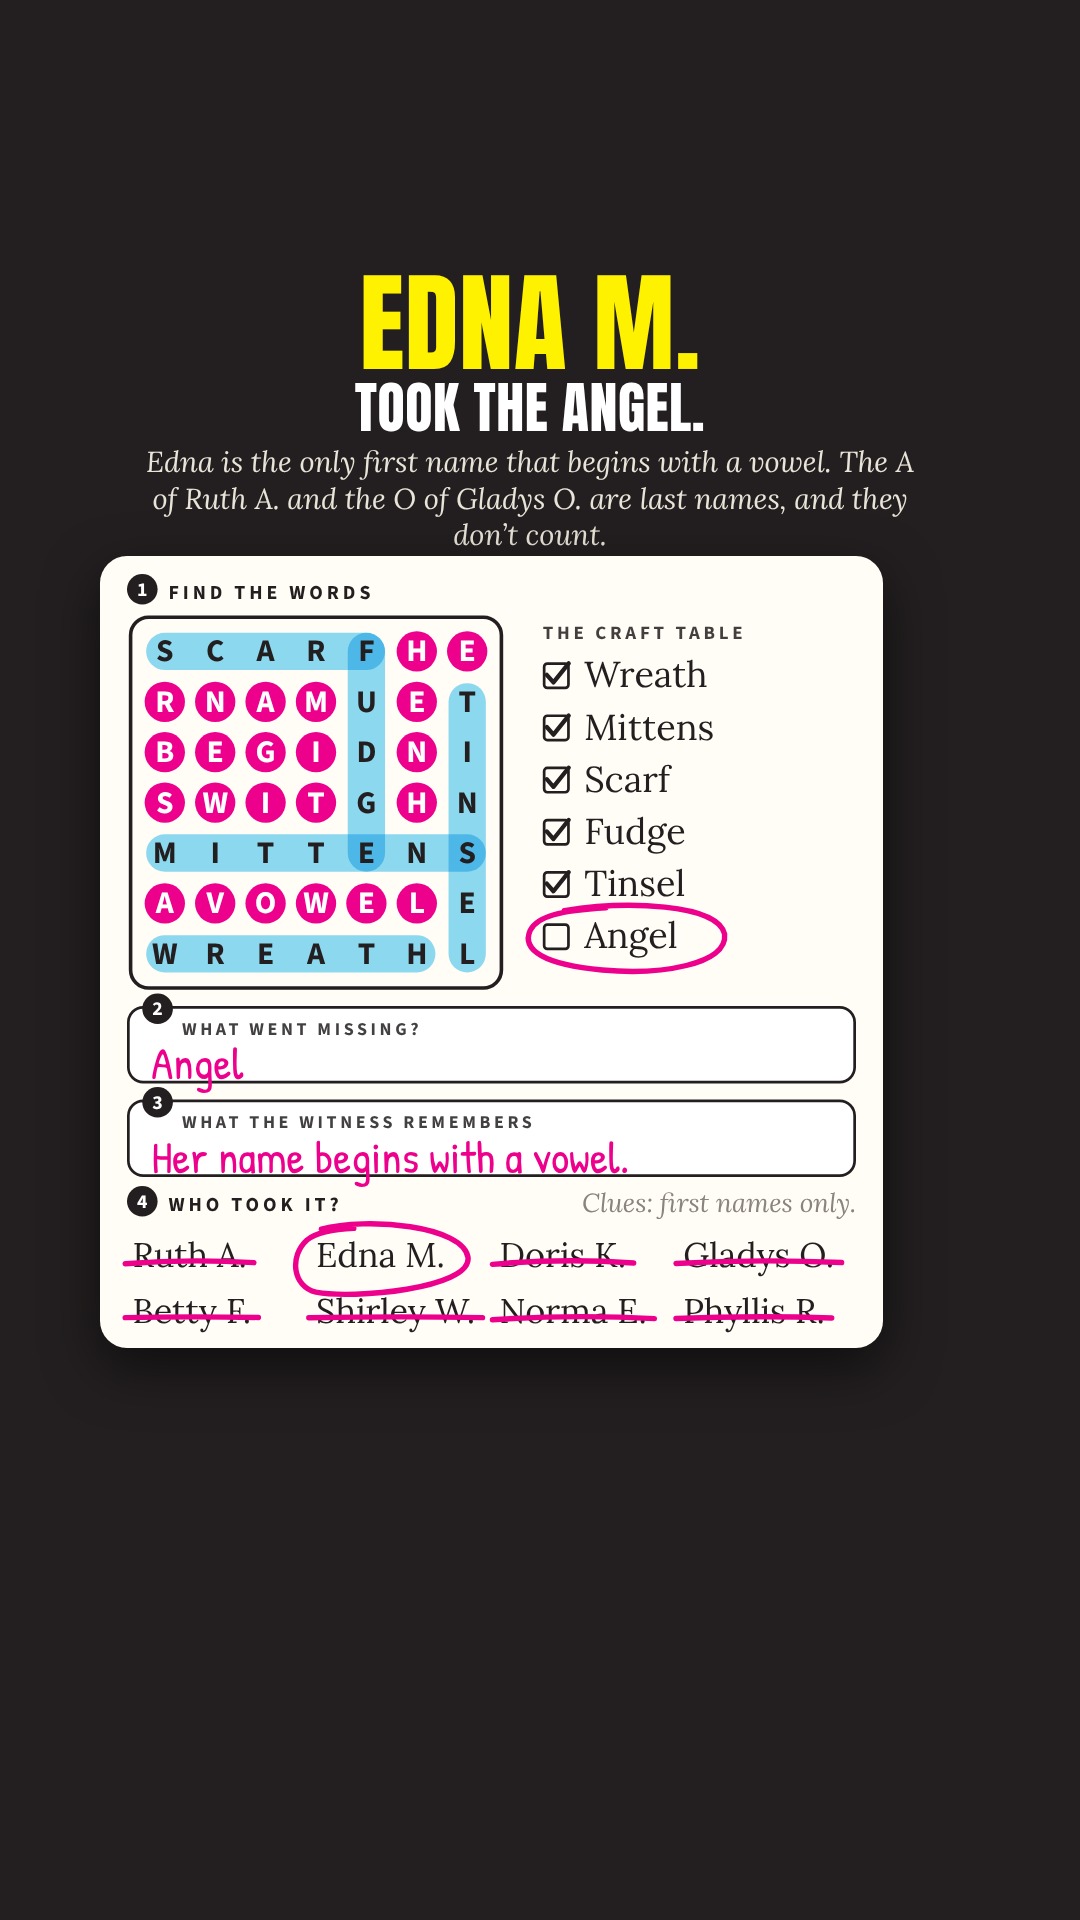 EDNA M.
TOOK THE ANGEL.
Edna is the only first name that begins with a vowel. The A
of Ruth A. and the O of Gladys O. are last names, and they
don’t count.
1 FIND THE WORDS
S C A R F H E
R N A M U E T
B E G I D N I
S W I T G H N
M I T T E N S
A V O W E L E
W R E A T H L
THE CRAFT TABLE
Wreath
Mittens
Scarf
Fudge
Tinsel
Angel
2 WHAT WENT MISSING?
Angel
3 WHAT THE WITNESS REMEMBERS
Her name begins with a vowel.
4 WHO TOOK IT? Clues: first names only.
Ruth A. Edna M. Doris K. Gladys O.
Betty F. Shirley W. Norma E. Phyllis R.